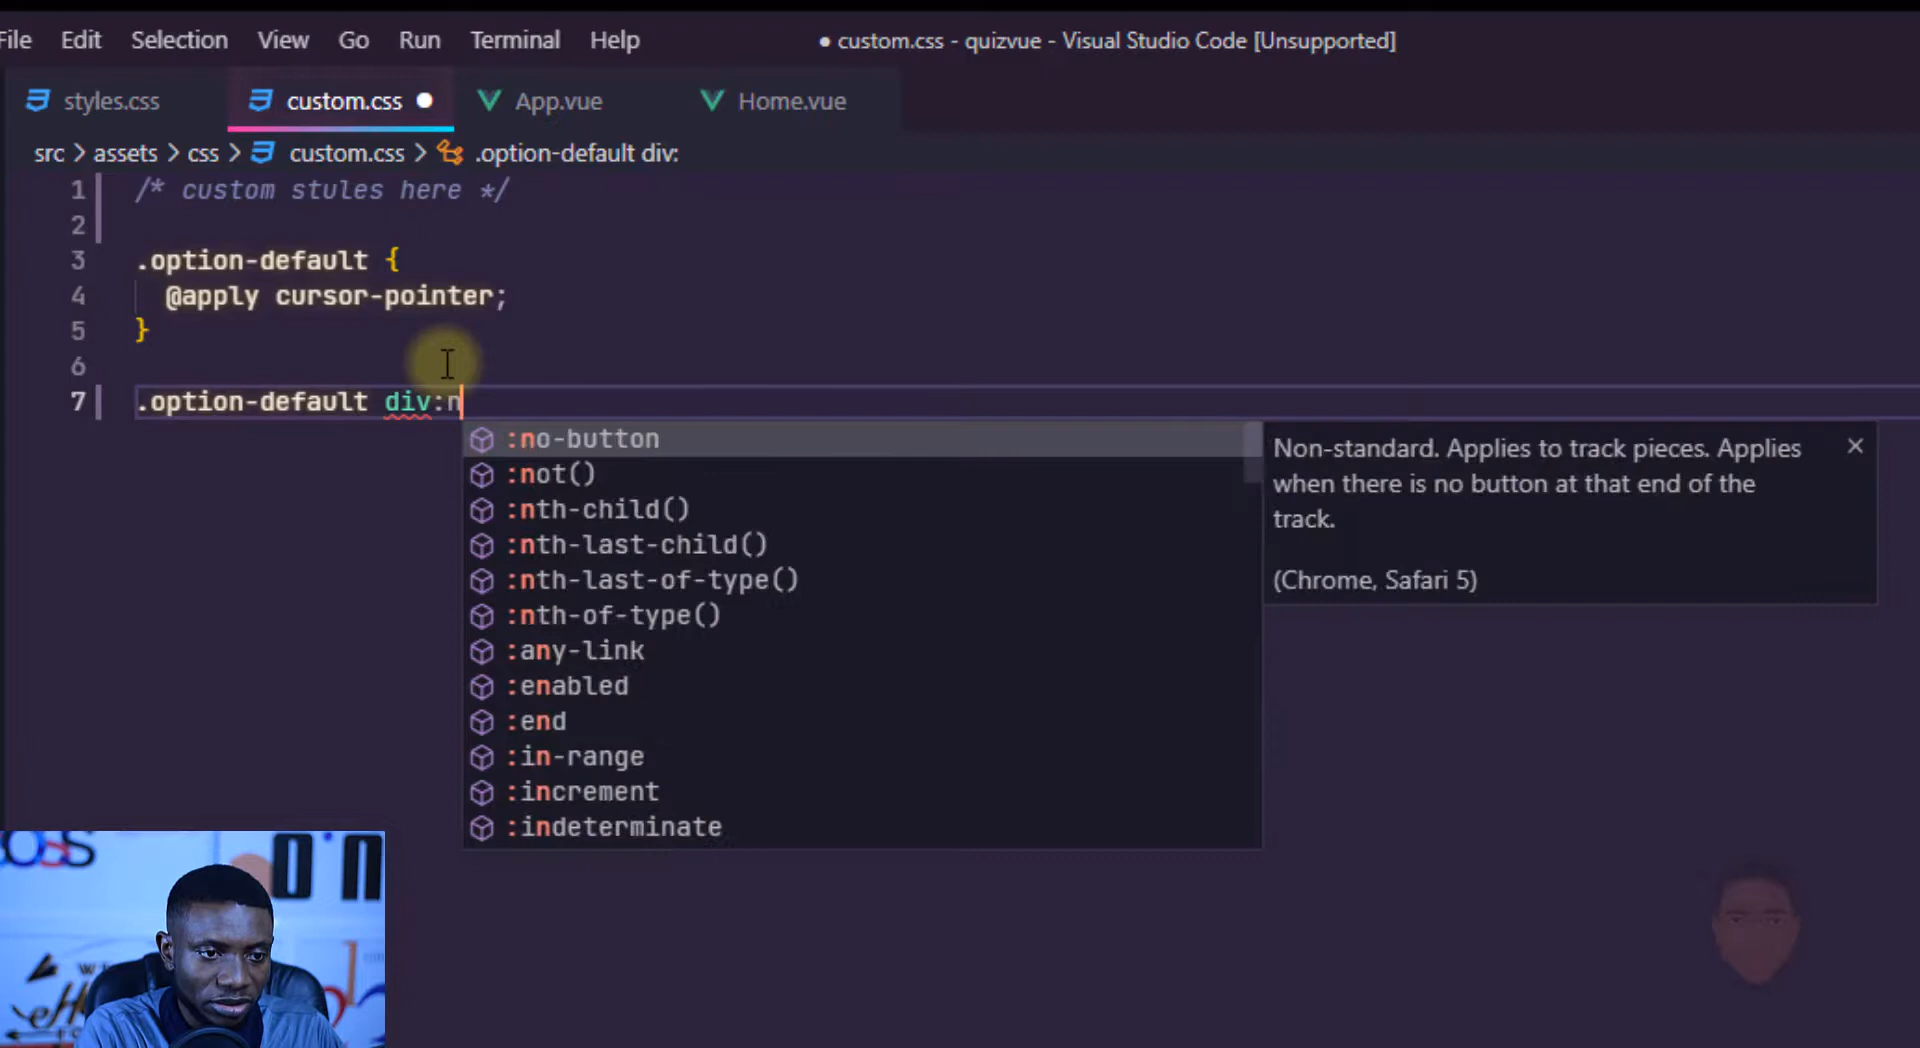 File Edit Selection View Go Run Terminal Help
● custom.css - quizvue - Visual Studio Code [Unsupported]
styles.css custom.css App.vue Home.vue
src > assets > css > custom.css > .option-default div:
1 /* custom stules here */
2
3 .option-default {
4 @apply cursor-pointer;
5 }
6
7 .option-default div:n
:no-button
:not()
:nth-child()
:nth-last-child()
:nth-last-of-type()
:nth-of-type()
:any-link
:enabled
:end
:in-range
:increment
:indeterminate
Non-standard. Applies to track pieces. Applies
when there is no button at that end of the
track.
(Chrome, Safari 5)